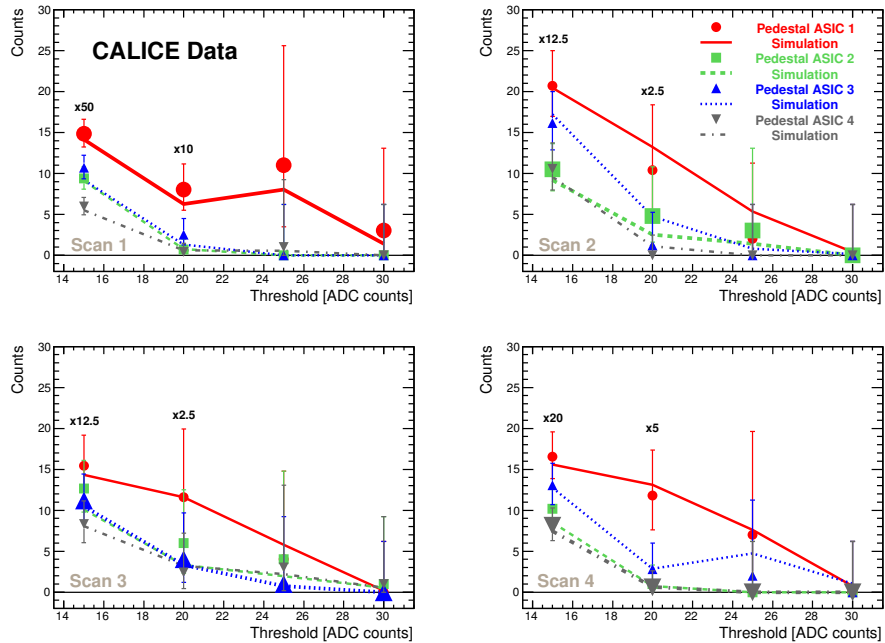 Counts
30
25
20
15
10
5
0
CALICE Data
x50
x10
Scan 1
14 16 18 20 22 24 26 28 30
Threshold [ADC counts]
Counts
30
25
20
15
10
5
0
x12.5
x2.5
Pedestal ASIC 1
Simulation
Pedestal ASIC 2
Simulation
Pedestal ASIC 3
Simulation
Pedestal ASIC 4
Simulation
Scan 2
14 16 18 20 22 24 26 28 30
Threshold [ADC counts]
Counts
30
25
20
15
10
5
0
x12.5
x2.5
Scan 3
14 16 18 20 22 24 26 28 30
Threshold [ADC counts]
Counts
30
25
20
15
10
5
0
x20
x5
Scan 4
14 16 18 20 22 24 26 28 30
Threshold [ADC counts]